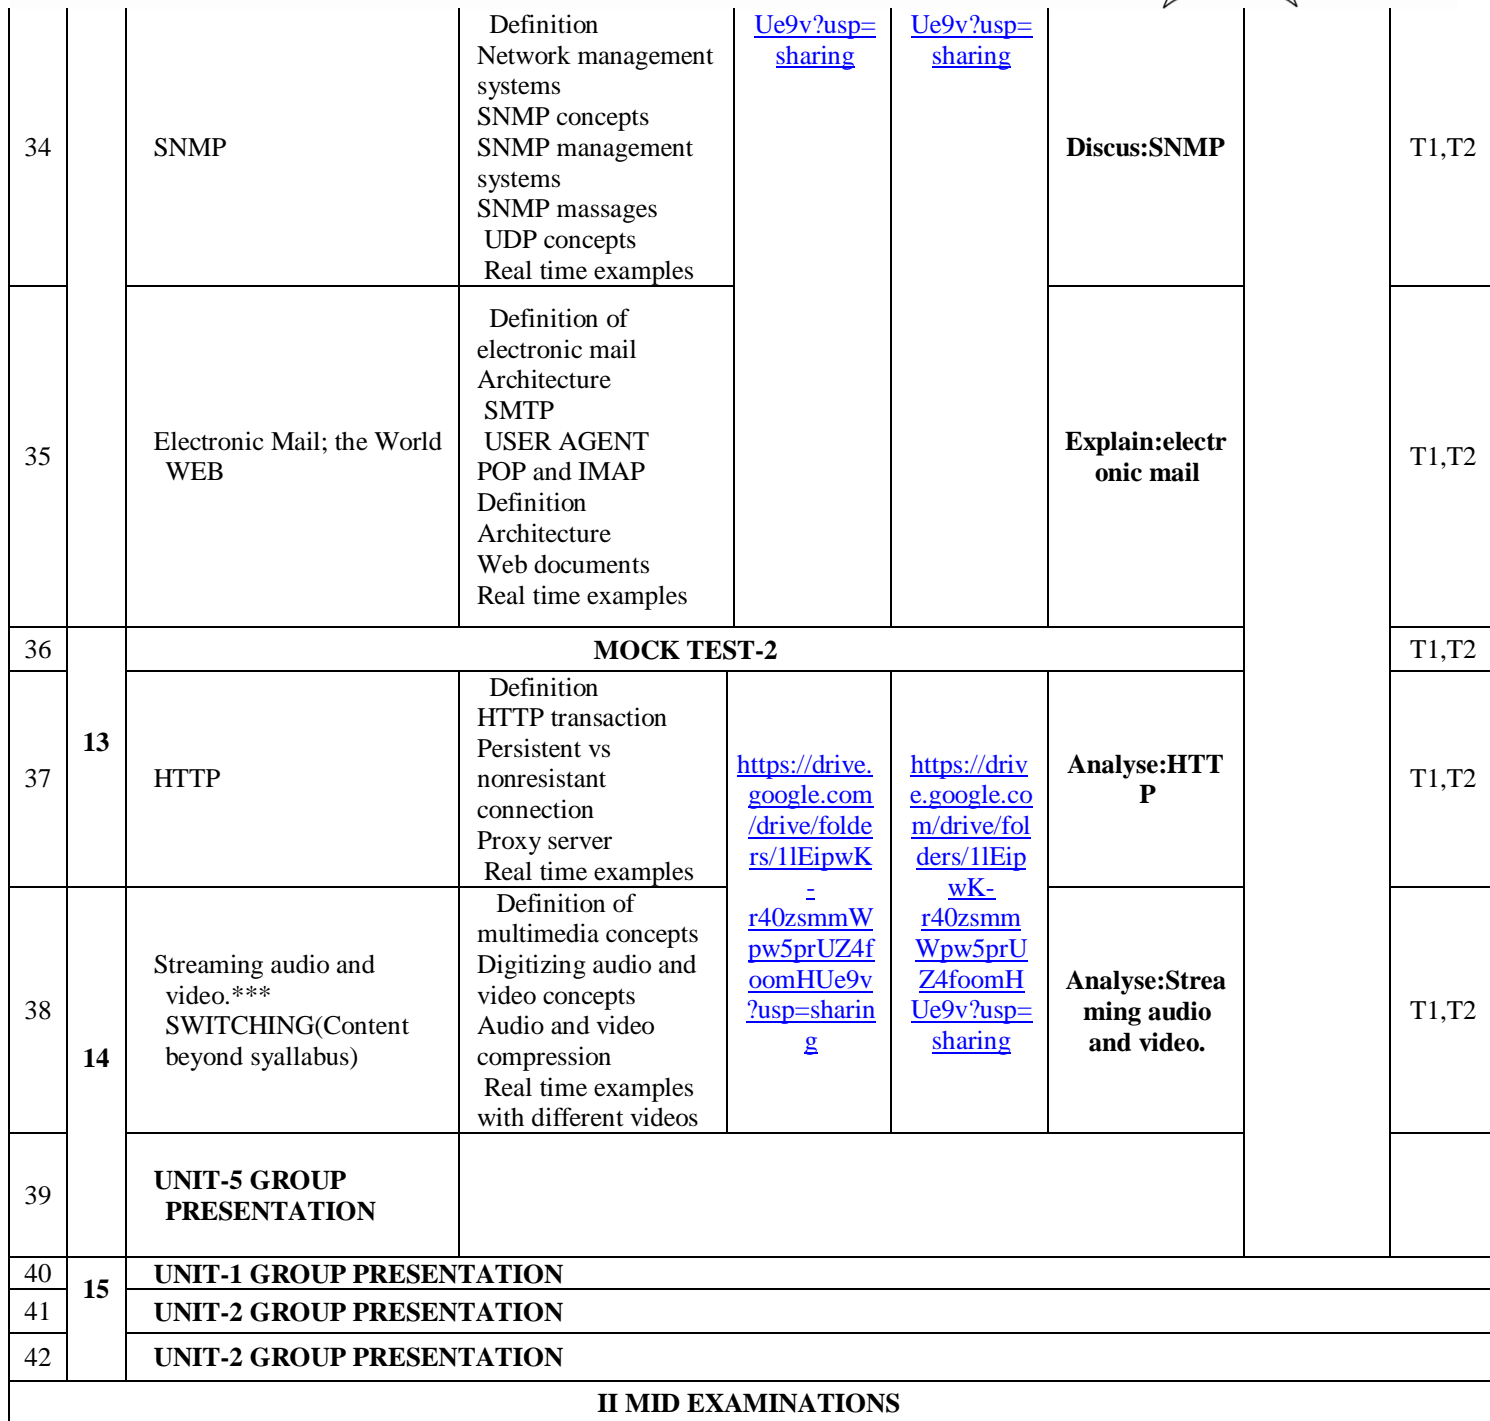 34
SNMP
Definition
Network management
systems
SNMP concepts
SNMP management
systems
SNMP massages
UDP concepts
Real time examples
Ue9v?usp=
sharing
Ue9v?usp=
sharing
Discus:SNMP
T1,T2
35
Electronic Mail; the World
WEB
Definition of
electronic mail
Architecture
SMTP
USER AGENT
POP and IMAP
Definition
Architecture
Web documents
Real time examples
Explain:electr
onic mail
T1,T2
36
13
MOCK TEST-2
T1,T2
37
HTTP
Definition
HTTP transaction
Persistent vs
nonresistant
connection
Proxy server
Real time examples
https://drive.
google.com
/drive/folde
rs/1lEipwK
-
r40zsmmW
pw5prUZ4f
oomHUe9v
?usp=sharin
g
https://driv
e.google.co
m/drive/fol
ders/1lEip
wK-
r40zsmm
Wpw5prU
Z4foomH
Ue9v?usp=
sharing
Analyse:HTT
P
T1,T2
38
14
Streaming audio and
video.***
SWITCHING(Content
beyond syallabus)
Definition of
multimedia concepts
Digitizing audio and
video concepts
Audio and video
compression
Real time examples
with different videos
Analyse:Strea
ming audio
and video.
T1,T2
39
UNIT-5 GROUP
PRESENTATION
40
15
UNIT-1 GROUP PRESENTATION
41
UNIT-2 GROUP PRESENTATION
42
UNIT-2 GROUP PRESENTATION
II MID EXAMINATIONS